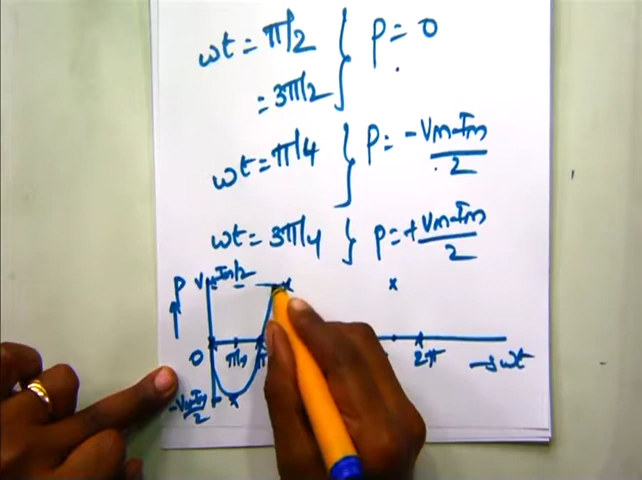 ωt = π/2 } P = 0
= 3π/2
ωt = π/4 } P = -VmIm/2
ωt = 3π/4 } P = +VmIm/2
P VmIm/2
0 π/4 2π → ωt
-VmIm/2